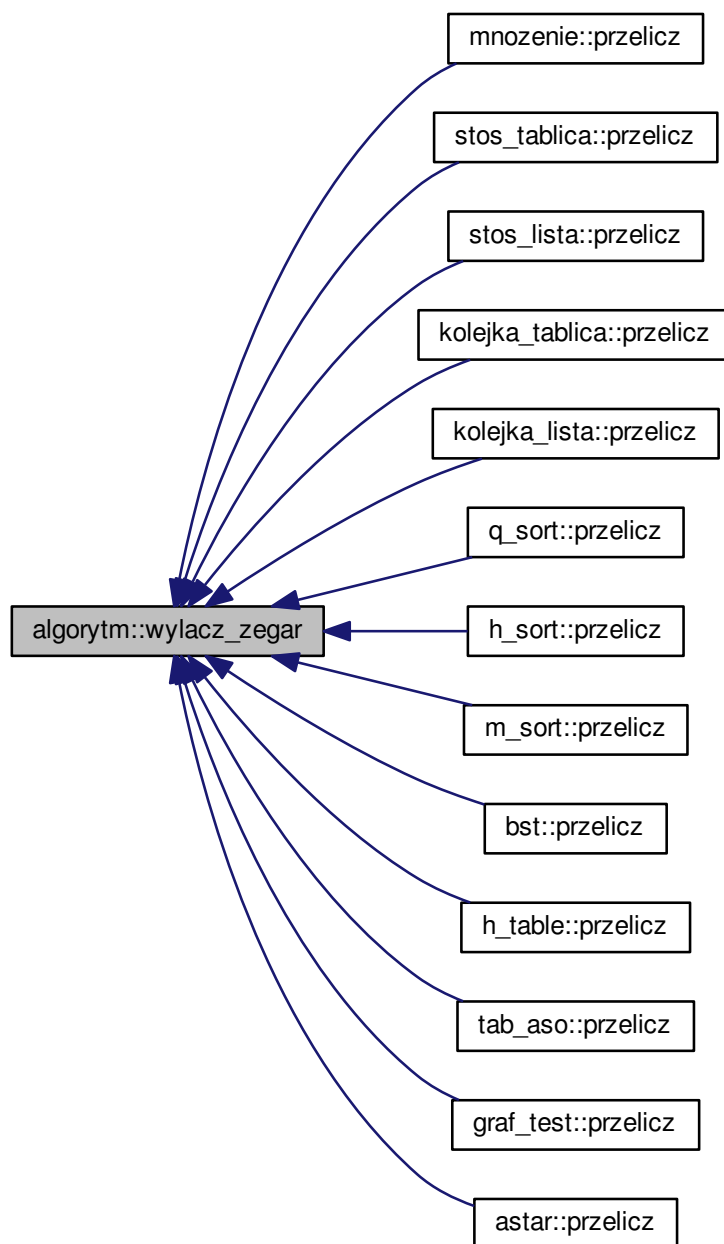 mnozenie::przelicz
stos_tablica::przelicz
stos_lista::przelicz
kolejka_tablica::przelicz
kolejka_lista::przelicz
q_sort::przelicz
algorytm::wylacz_zegar
h_sort::przelicz
m_sort::przelicz
bst::przelicz
h_table::przelicz
tab_aso::przelicz
graf_test::przelicz
astar::przelicz